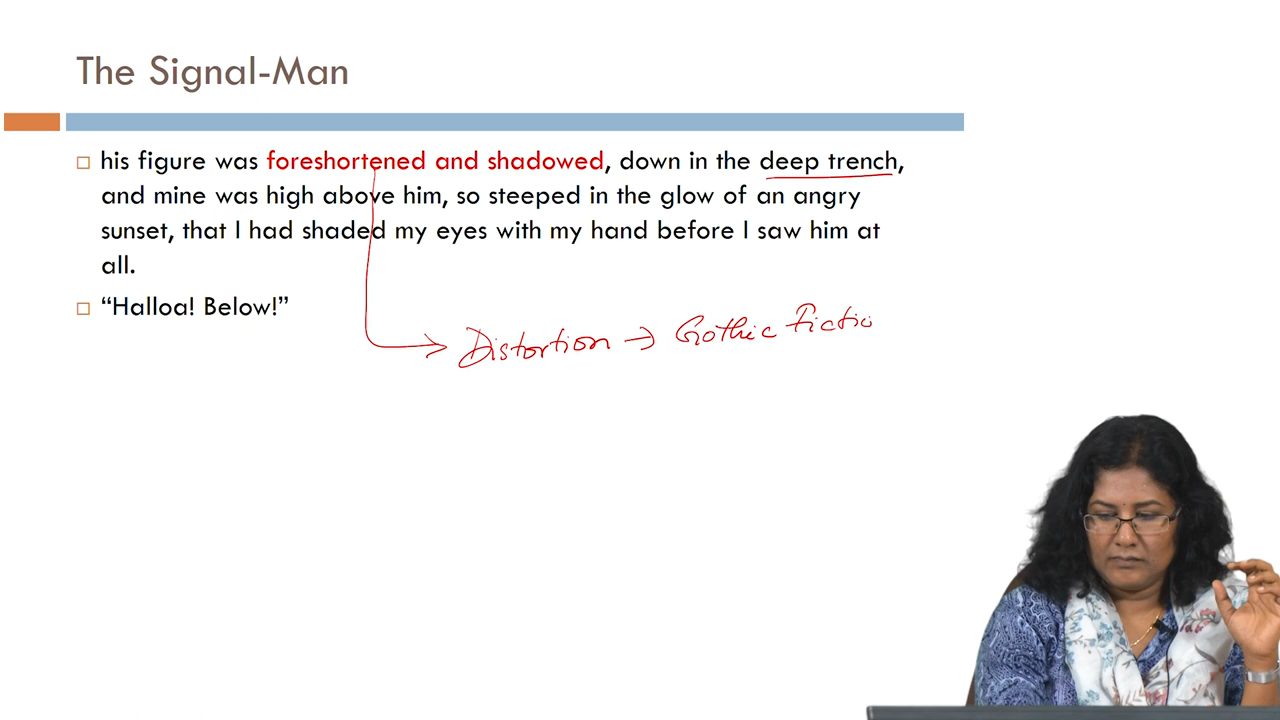 The Signal-Man
his figure was foreshortened and shadowed, down in the deep trench,
and mine was high above him, so steeped in the glow of an angry
sunset, that I had shaded my eyes with my hand before I saw him at
all.
“Halloa! Below!”
Distortion → Gothic Fictio